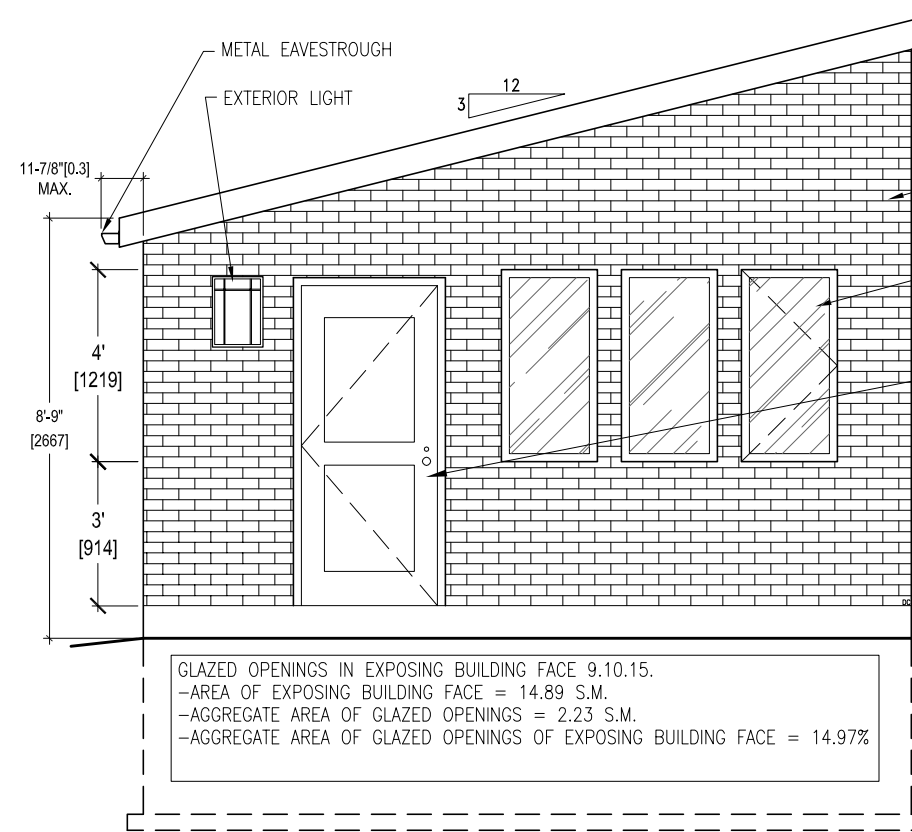 METAL EAVESTROUGH
EXTERIOR LIGHT
12
3
11-7/8"[0.3]
MAX.
4'
[1219]
8'-9"
[2667]
3'
[914]
GLAZED OPENINGS IN EXPOSING BUILDING FACE 9.10.15.
-AREA OF EXPOSING BUILDING FACE = 14.89 S.M.
-AGGREGATE AREA OF GLAZED OPENINGS = 2.23 S.M.
-AGGREGATE AREA OF GLAZED OPENINGS OF EXPOSING BUILDING FACE = 14.97%